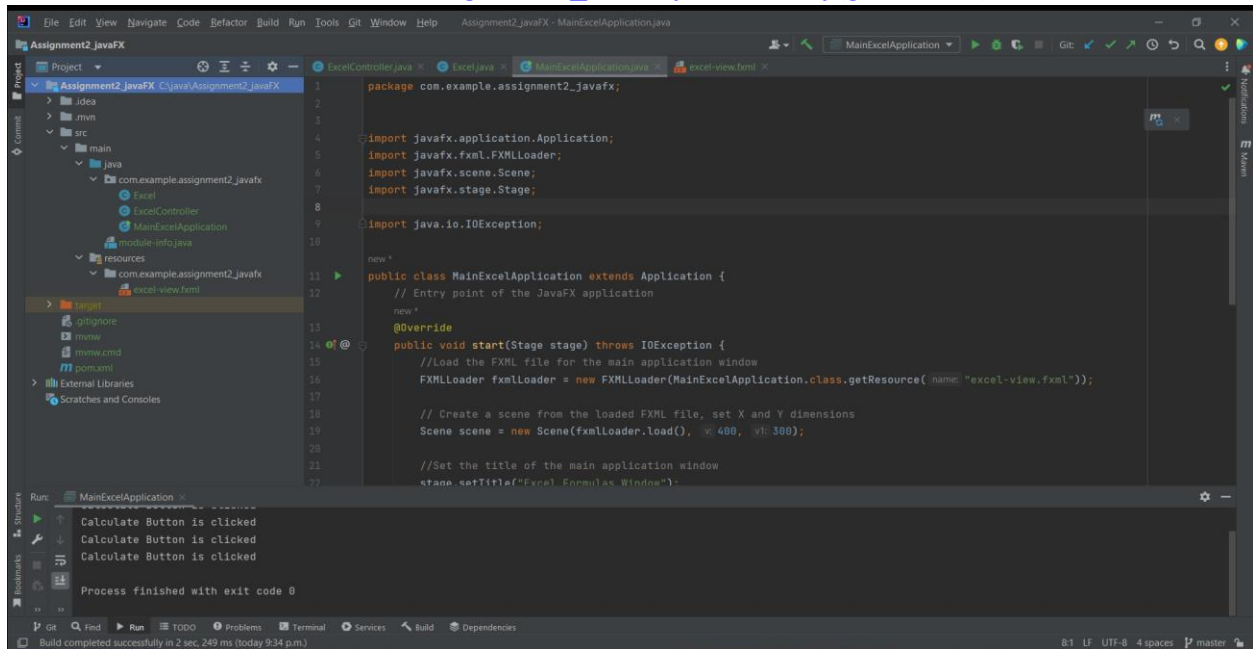 File Edit View Navigate Code Refactor Build Run Tools Git Window Help Assignment2_javaFX - MainExcelApplication.java
Assignment2_javaFX
MainExcelApplication
Git:
Project
ExcelController.java
Excel.java
MainExcelApplication.java
excel-view.fxml
Project
Commit
Assignment2_javaFX C:\java\Assignment2_javaFX
.idea
.mvn
src
main
java
com.example.assignment2_javafx
Excel
ExcelController
MainExcelApplication
module-info.java
resources
com.example.assignment2_javafx
excel-view.fxml
target
.gitignore
mvnw
mvnw.cmd
pom.xml
External Libraries
Scratches and Consoles
1 package com.example.assignment2_javafx;
2
3
4 import javafx.application.Application;
5 import javafx.fxml.FXMLLoader;
6 import javafx.scene.Scene;
7 import javafx.stage.Stage;
8
9 import java.io.IOException;
10
new *
11 public class MainExcelApplication extends Application {
12 // Entry point of the JavaFX application
new *
13 @Override
14 public void start(Stage stage) throws IOException {
15 //Load the FXML file for the main application window
16 FXMLLoader fxmlLoader = new FXMLLoader(MainExcelApplication.class.getResource( name: "excel-view.fxml"));
17
18 // Create a scene from the loaded FXML file, set X and Y dimensions
19 Scene scene = new Scene(fxmlLoader.load(), v: 400, v1: 300);
20
21 //Set the title of the main application window
22 stage.setTitle("Excel Formulas Window");
Notifications
Maven
Structure
Bookmarks
Run: MainExcelApplication
Calculate Button is clicked
Calculate Button is clicked
Calculate Button is clicked
Calculate Button is clicked
Process finished with exit code 0
Git Find Run TODO Problems Terminal Services Build Dependencies
Build completed successfully in 2 sec, 249 ms (today 9:34 p.m.)
8:1 LF UTF-8 4 spaces master